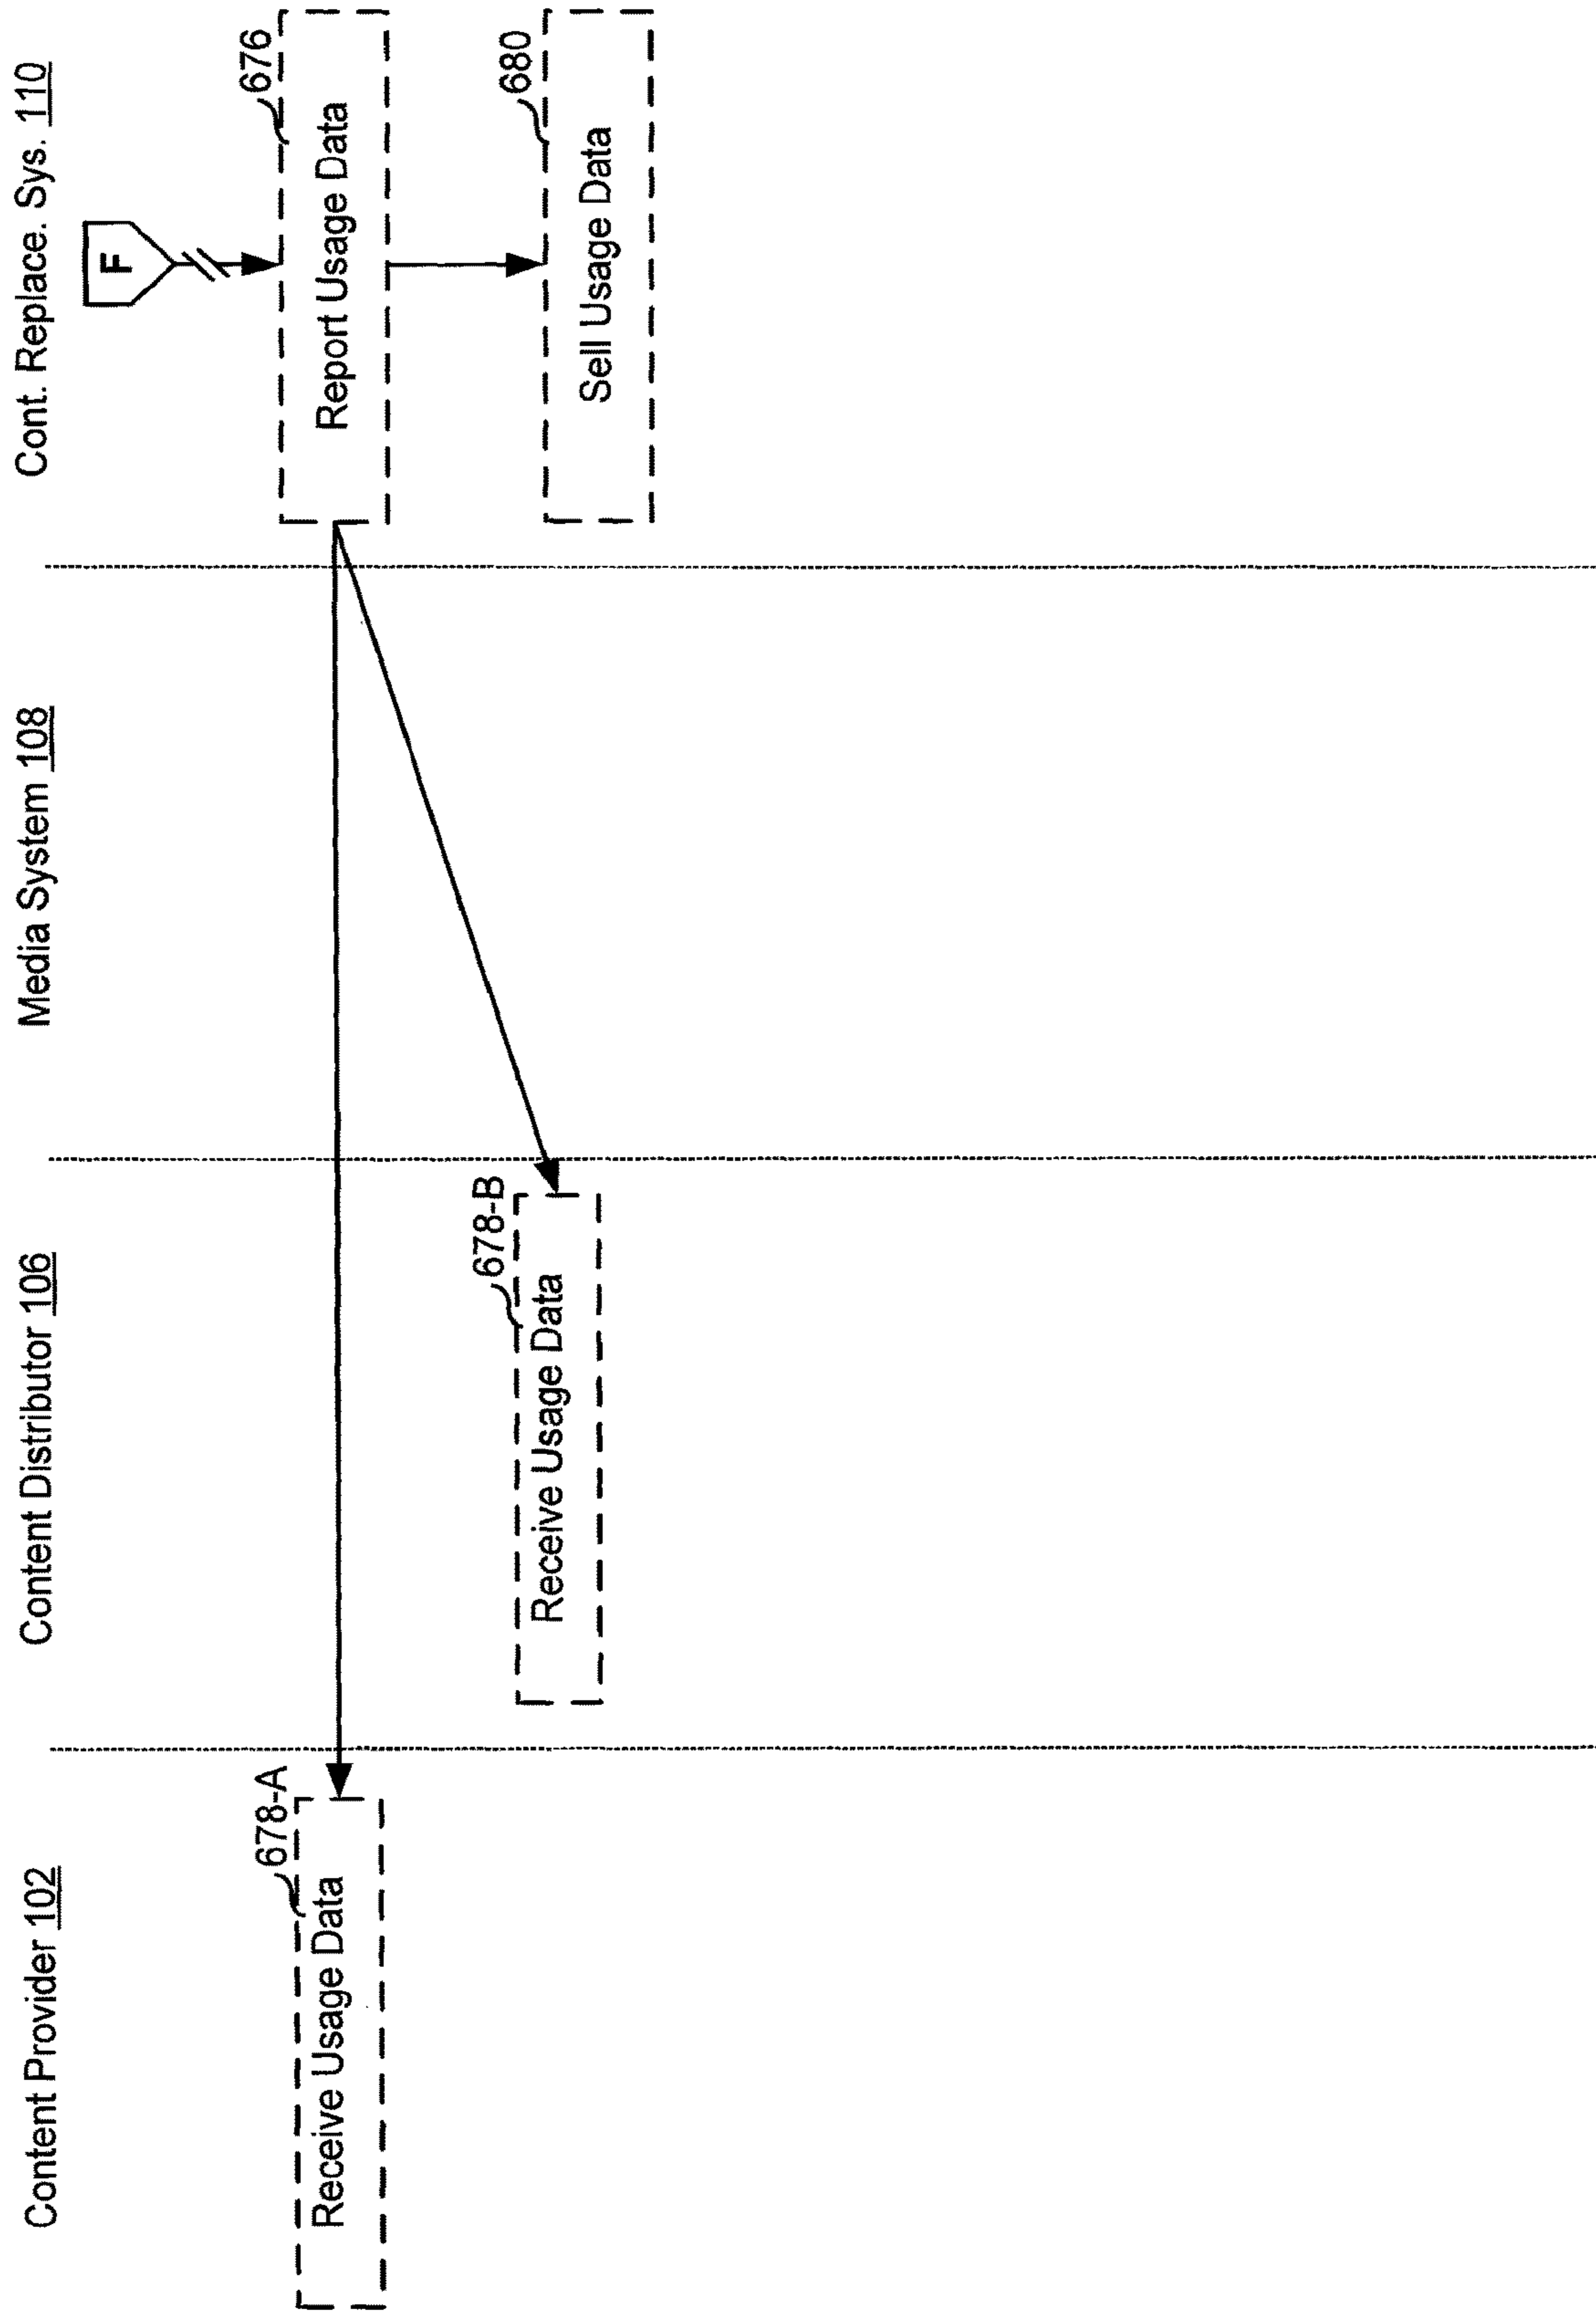 Content Provider 102
Content Distributor 106
Media System 108
Cont. Replace. Sys. 110
F
678-A
Receive Usage Data
676
Report Usage Data
678-B
Receive Usage Data
680
Sell Usage Data